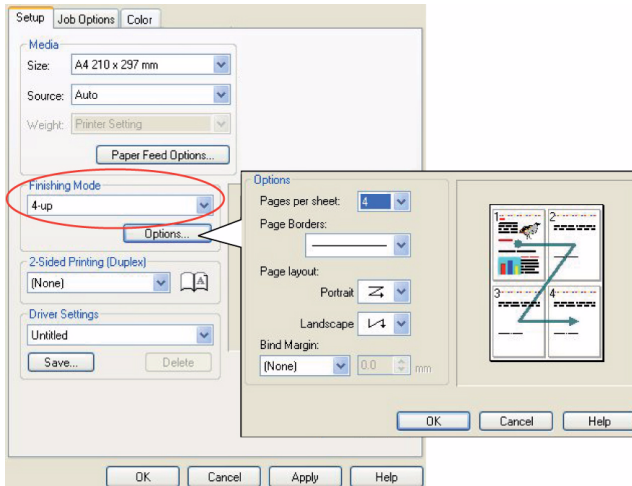 Setup Job Options Color
Media
Size: A4 210 x 297 mm
Source: Auto
Weight: Printer Setting
Paper Feed Options...
Finishing Mode
4-up
Options...
2-Sided Printing (Duplex)
(None)
A
Driver Settings
Untitled
Save... Delete
OK Cancel Apply Help
Options
Pages per sheet: 4
Page Borders:
Page layout:
Portrait
Landscape
Bind Margin:
(None) 0.0 mm
1 2
3 4
OK Cancel Help